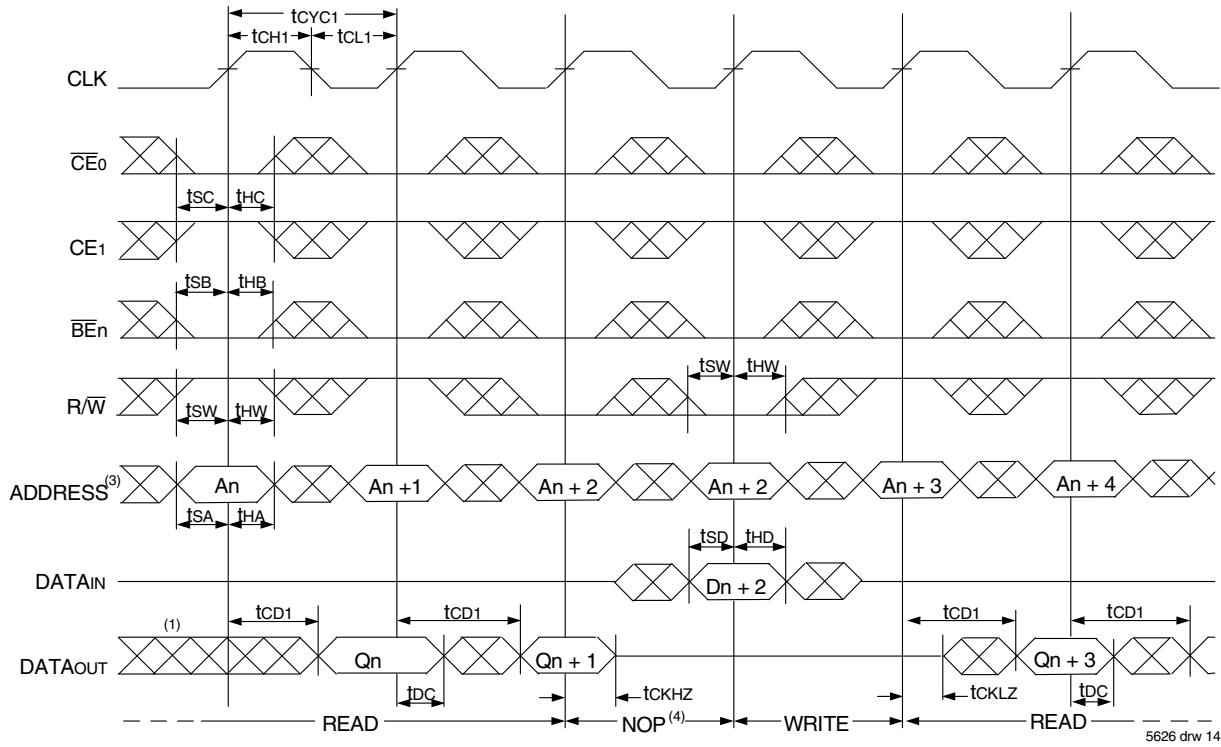 tCYC1
tCH1 tCL1
CLK
CE0
tSC tHC
CE1
tSB tHB
BEn
tSW tHW
R/W
tSW tHW
ADDRESS(3) An An +1 An + 2 An + 2 An + 3 An + 4
tSA tHA
tSD tHD
DATAIN Dn + 2
(1) tCD1 tCD1 tCD1 tCD1
DATAOUT Qn Qn + 1 Qn + 3
tDC tCKHZ tCKLZ tDC
READ NOP(4) WRITE READ
5626 drw 14